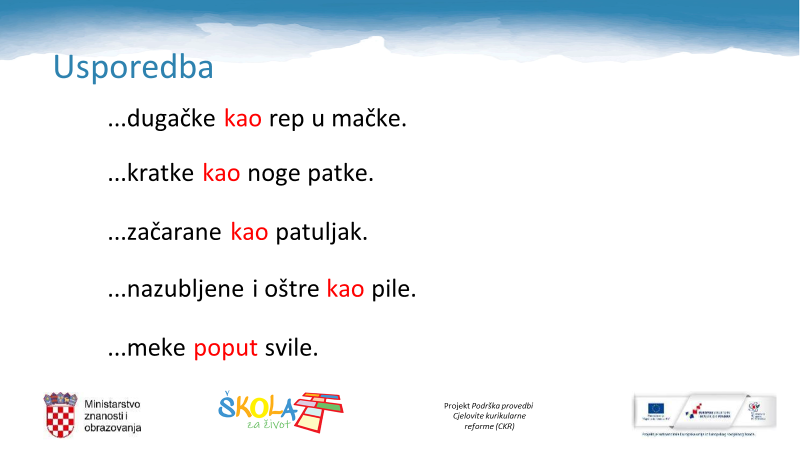 Usporedba
...dugačke kao rep u mačke.
...kratke kao noge patke.
...začarane kao patuljak.
...nazubljene i oštre kao pile.
...meke poput svile.
Ministarstvo
znanosti i
obrazovanja
ŠKOLA
za život
Projekt Podrška provedbi
Cjelovite kurikularne
reforme (CKR)